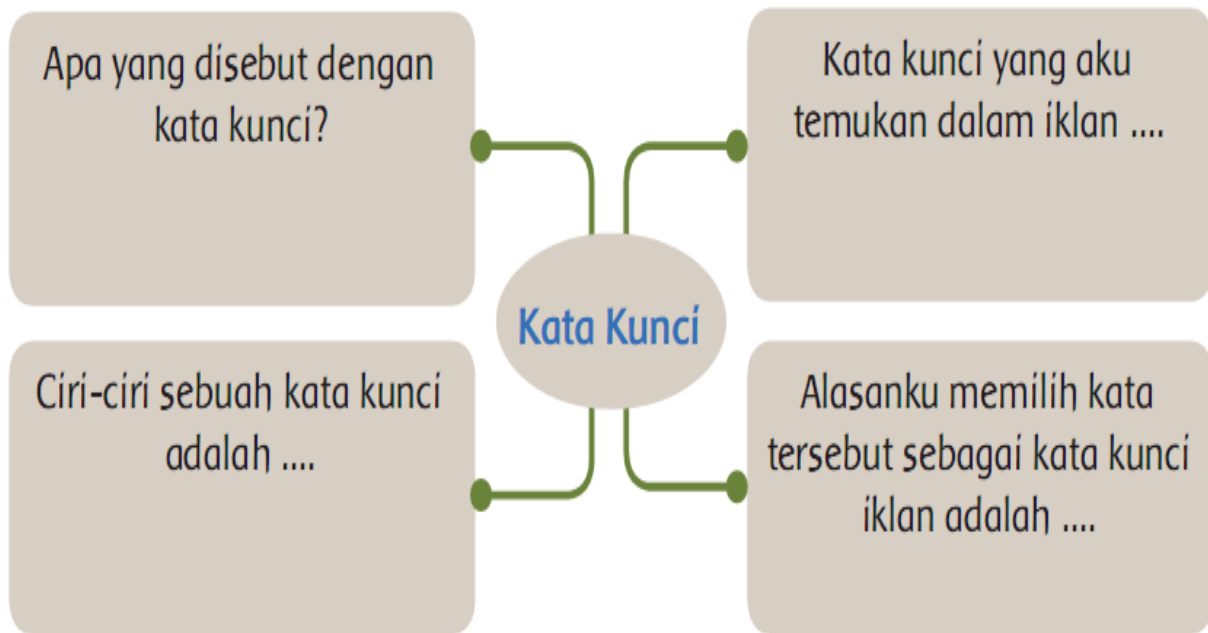 Apa yang disebut dengan
kata kunci?
Kata kunci yang aku
temukan dalam iklan ....
Kata Kunci
Ciri-ciri sebuah kata kunci
adalah ....
Alasanku memilih kata
tersebut sebagai kata kunci
iklan adalah ....